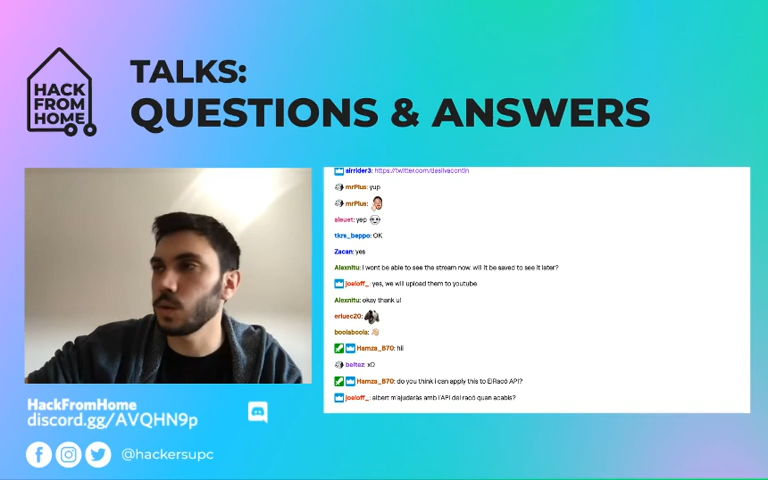 HACK
FROM
HOME
TALKS:
QUESTIONS & ANSWERS
airrider3: https://twitter.com/dasilvacontin
mrPlus: yup
mrPlus:
aleuet: yep
tkrs_beppo: OK
Zacan: yes
Alexnitu: I wont be able to see the stream now. will it be saved to see it later?
joeloff_: yes, we will upload them to youtube
Alexnitu: okay thank u!
erluec20:
boolaboola:
Hamza_B70: hii
beltez: xD
Hamza_B70: do you think i can apply this to ElRacó API?
joeloff_: albert m'ajudaràs amb l'API del racó quan acabis?
HackFromHome
discord.gg/AVQHN9p
@hackersupc